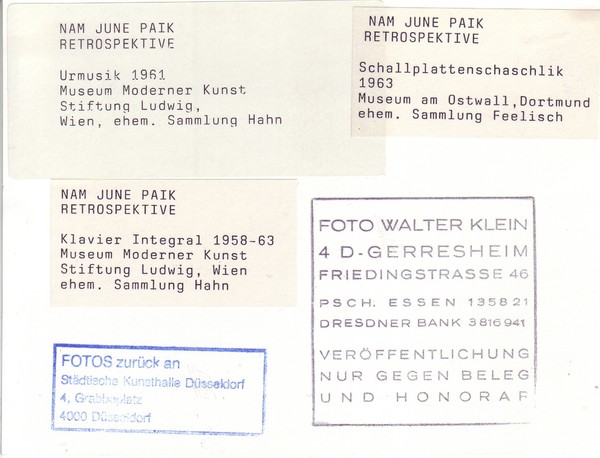 NAM JUNE PAIK
RETROSPEKTIVE
Urmusik 1961
Museum Moderner Kunst
Stiftung Ludwig,
Wien, ehem. Sammlung Hahn
NAM JUNE PAIK
RETROSPEKTIVE
Schallplattenschaschlik
1963
Museum am Ostwall,Dortmund
ehem. Sammlung Feelisch
NAM JUNE PAIK
RETROSPEKTIVE
Klavier Integral 1958-63
Museum Moderner Kunst
Stiftung Ludwig, Wien
ehem. Sammlung Hahn
FOTO WALTER KLEIN
4 D-GERRESHEIM
FRIEDINGSTRASSE 46
PSCH. ESSEN 135821
DRESDNER BANK 3816941
VERÖFFENTLICHUNG
NUR GEGEN BELEG
UND HONORAR
FOTOS zurück an
Städtische Kunsthalle Düsseldorf
4, Grabbeplatz
4000 Düsseldorf